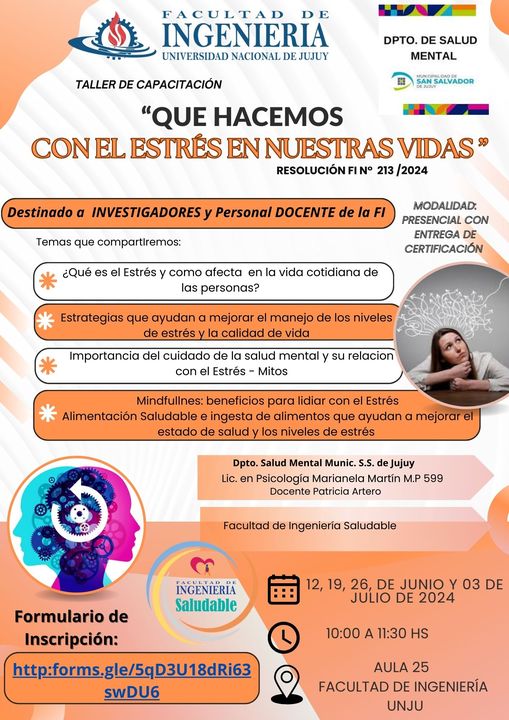 FACULTAD DE
INGENIERIA
UNIVERSIDAD NACIONAL DE JUJUY
DPTO. DE SALUD
MENTAL
MUNICIPALIDAD DE
SAN SALVADOR
DE JUJUY
TALLER DE CAPACITACIÓN
“QUE HACEMOS
CON EL ESTRÉS EN NUESTRAS VIDAS ”
RESOLUCIÓN FI Nº 213 /2024
Destinado a INVESTIGADORES y Personal DOCENTE de la FI
MODALIDAD:
PRESENCIAL CON
ENTREGA DE
CERTIFICACIÓN
Temas que compartIremos:
¿Qué es el Estrés y como afecta en la vida cotidiana de
las personas?
Estrategias que ayudan a mejorar el manejo de los niveles
de estrés y la calidad de vida
Importancia del cuidado de la salud mental y su relacion
con el Estrés - Mitos
Mindfullnes: beneficios para lidiar con el Estrés
Alimentación Saludable e ingesta de alimentos que ayudan a mejorar el
estado de salud y los niveles de estrés
Dpto. Salud Mental Munic. S.S. de Jujuy
Lic. en Psicología Marianela Martín M.P 599
Docente Patricia Artero
Facultad de Ingeniería Saludable
FACULTAD DE
INGENIERIA
Saludable
12, 19, 26, DE JUNIO Y 03 DE
JULIO DE 2024
10:00 A 11:30 HS
AULA 25
FACULTAD DE INGENIERÍA
UNJU
Formulario de
Inscripción:
http:forms.gle/5qD3U18dRi63
swDU6